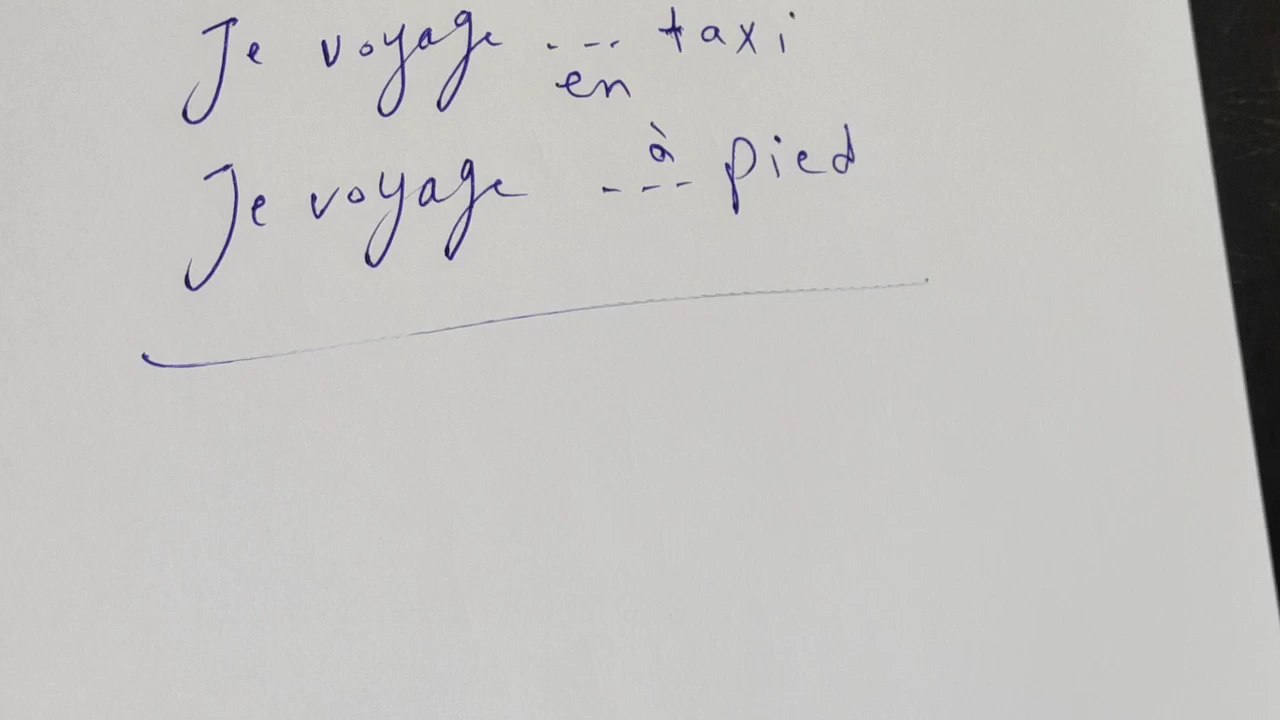 Je voyage ... taxi
en
à
Je voyage --- pied